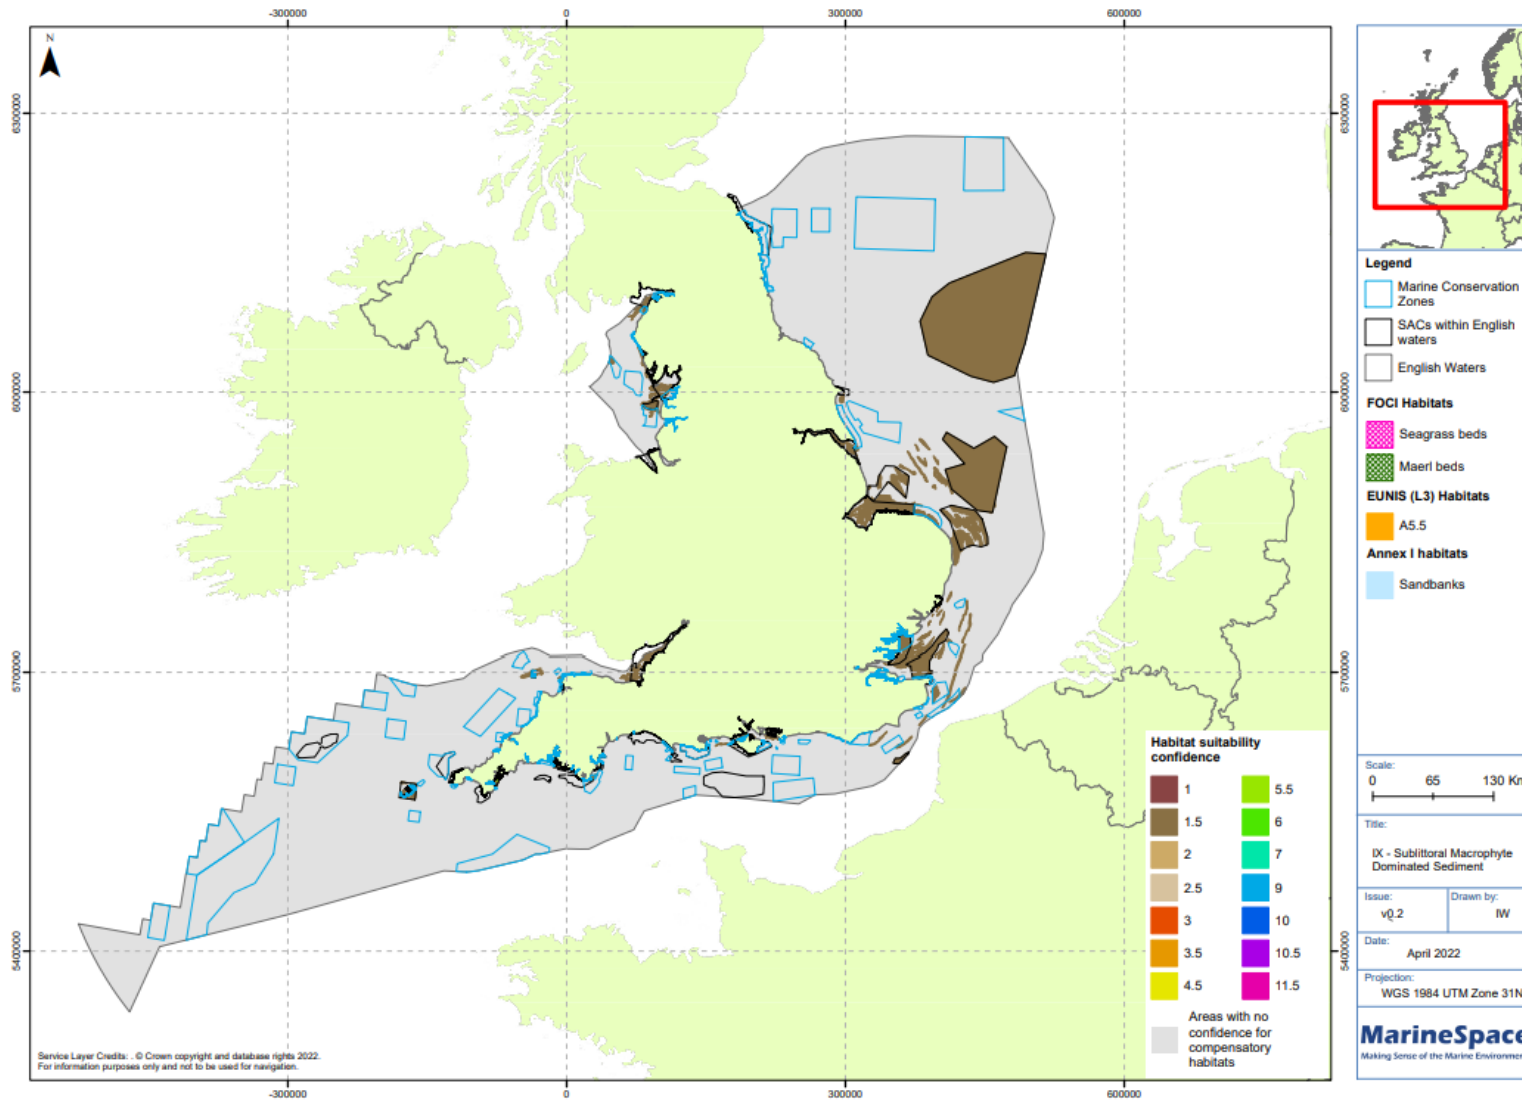 -300000
0
300000
600000
N
6300000
6300000
6000000
6000000
5700000
5400000
5400000
Legend
Marine Conservation
Zones
SACs within English
waters
English Waters
FOCI Habitats
Seagrass beds
Maerl beds
EUNIS (L3) Habitats
A5.5
Annex I habitats
Sandbanks
Habitat suitability
confidence
1
1.5
2
2.5
3
3.5
4.5
5.5
6
7
9
10
10.5
11.5
Areas with no
confidence for
compensatory
habitats
Scale:
0 65 130 Km
Title:
IX - Sublittoral Macrophyte
Dominated Sediment
Issue:
v0.2
Drawn by:
IW
Date:
April 2022
Projection:
WGS 1984 UTM Zone 31N
MarineSpace
Making Sense of the Marine Environment
Service Layer Credits: . © Crown copyright and database rights 2022.
For information purposes only and not to be used for navigation.
-300000
0
300000
600000